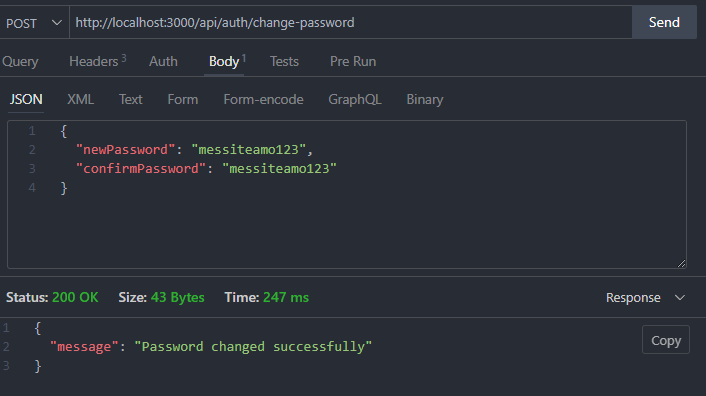 POST http://localhost:3000/api/auth/change-password Send
Query Headers 3 Auth Body 1 Tests Pre Run
JSON XML Text Form Form-encode GraphQL Binary
1 {
2 "newPassword": "messiteamo123",
3 "confirmPassword": "messiteamo123"
4 }
Status: 200 OK Size: 43 Bytes Time: 247 ms Response
1 {
2 "message": "Password changed successfully"
3 }
Copy